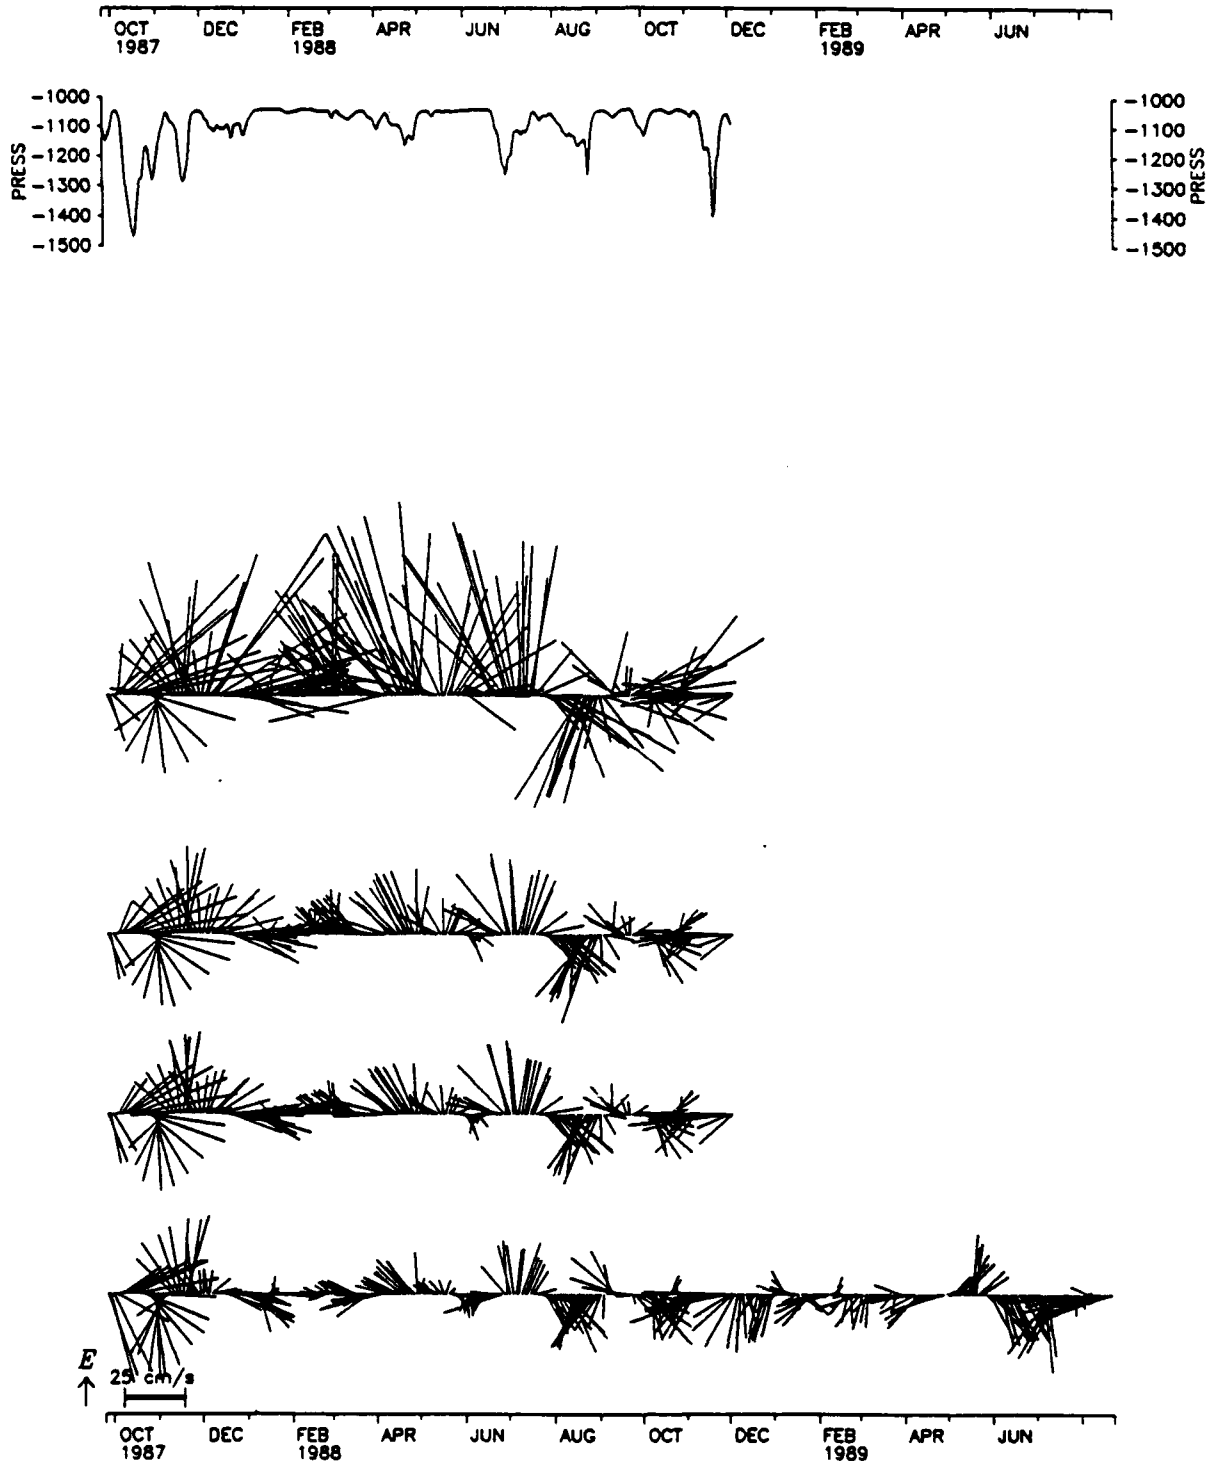 OCT DEC FEB APR JUN AUG OCT DEC FEB APR JUN
1987 1988 1989
-1000 -1000
-1100 -1100
-1200 -1200
PRESS PRESS
-1300 -1300
-1400 -1400
-1500 -1500
E
25 cm/s
OCT DEC FEB APR JUN AUG OCT DEC FEB APR JUN
1987 1988 1989